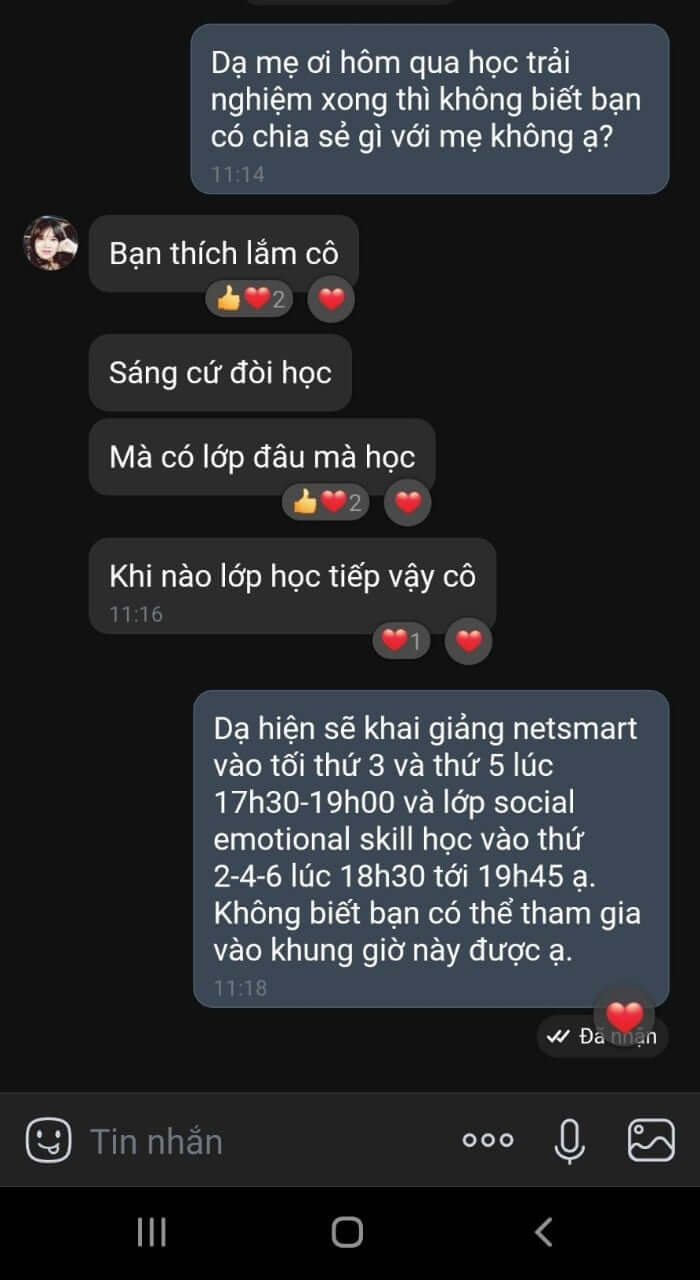 Dạ mẹ ơi hôm qua học trải
nghiệm xong thì không biết bạn
có chia sẻ gì với mẹ không ạ?
11:14
Bạn thích lắm cô
2
Sáng cứ đòi học
Mà có lớp đâu mà học
2
Khi nào lớp học tiếp vậy cô
11:16
1
Dạ hiện sẽ khai giảng netsmart
vào tối thứ 3 và thứ 5 lúc
17h30-19h00 và lớp social
emotional skill học vào thứ
2-4-6 lúc 18h30 tới 19h45 ạ.
Không biết bạn có thể tham gia
vào khung giờ này được ạ.
11:18
Đã nhận
Tin nhắn